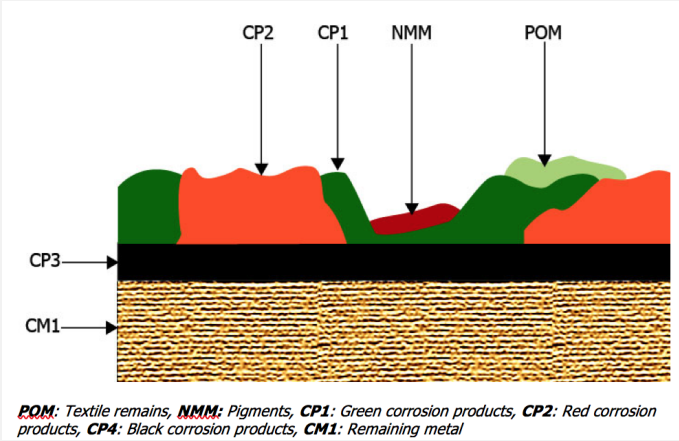 CP2 CP1 NMM POM
CP3
CM1
POM: Textile remains, NMM: Pigments, CP1: Green corrosion products, CP2: Red corrosion
products, CP4: Black corrosion products, CM1: Remaining metal